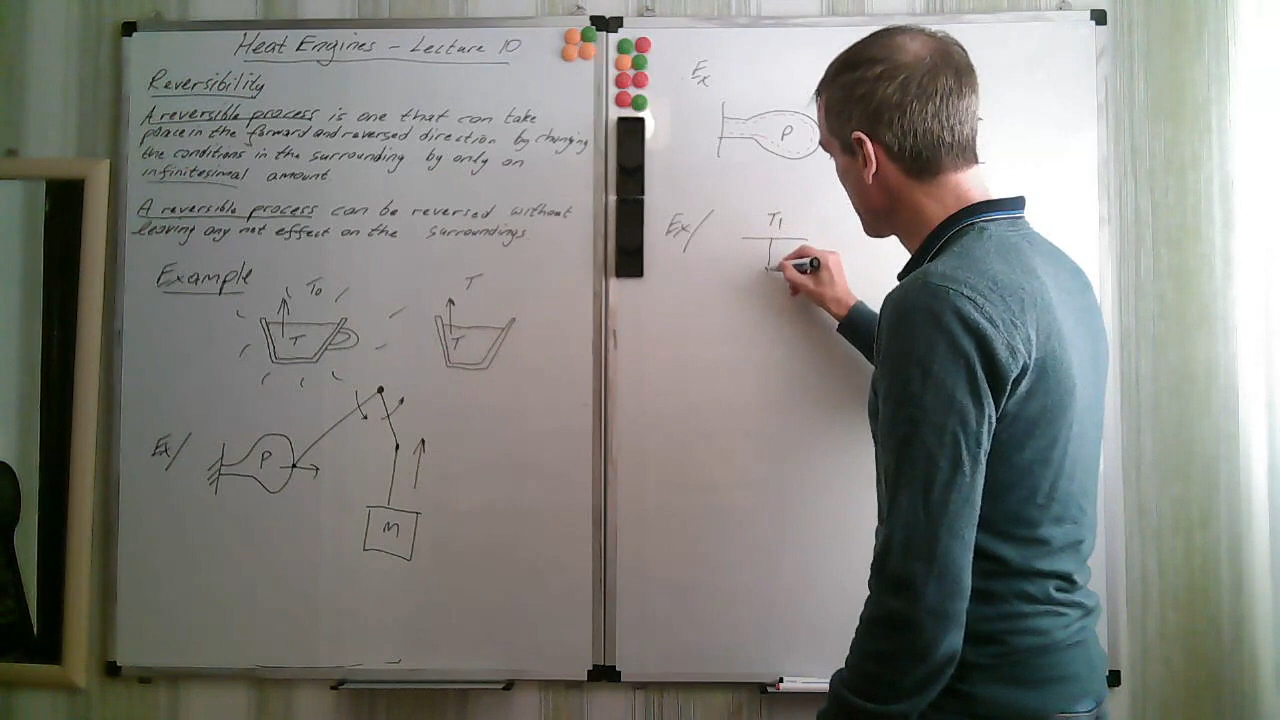 Heat Engines - Lecture 10
Reversibility
A reversible process is one that can take
place in the forward and reversed direction by changing
the conditions in the surrounding by only an
infinitesimal amount
A reversible process can be reversed without
leaving any net effect on the surroundings
Example
T0
T
T
T
Ex/
P
M
Ex
P
Ex/
T1